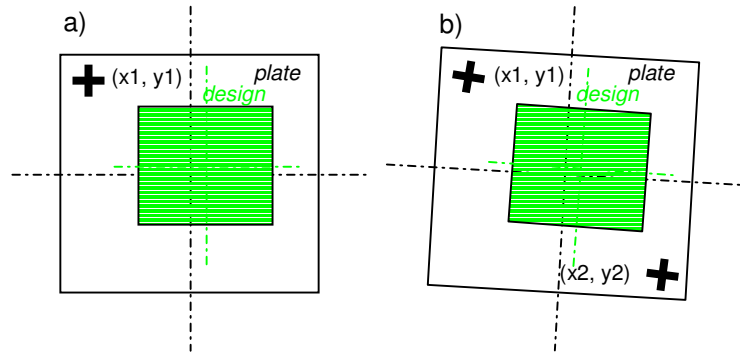 a)
(x1, y1)
plate
design
b)
(x1, y1)
plate
design
(x2, y2)